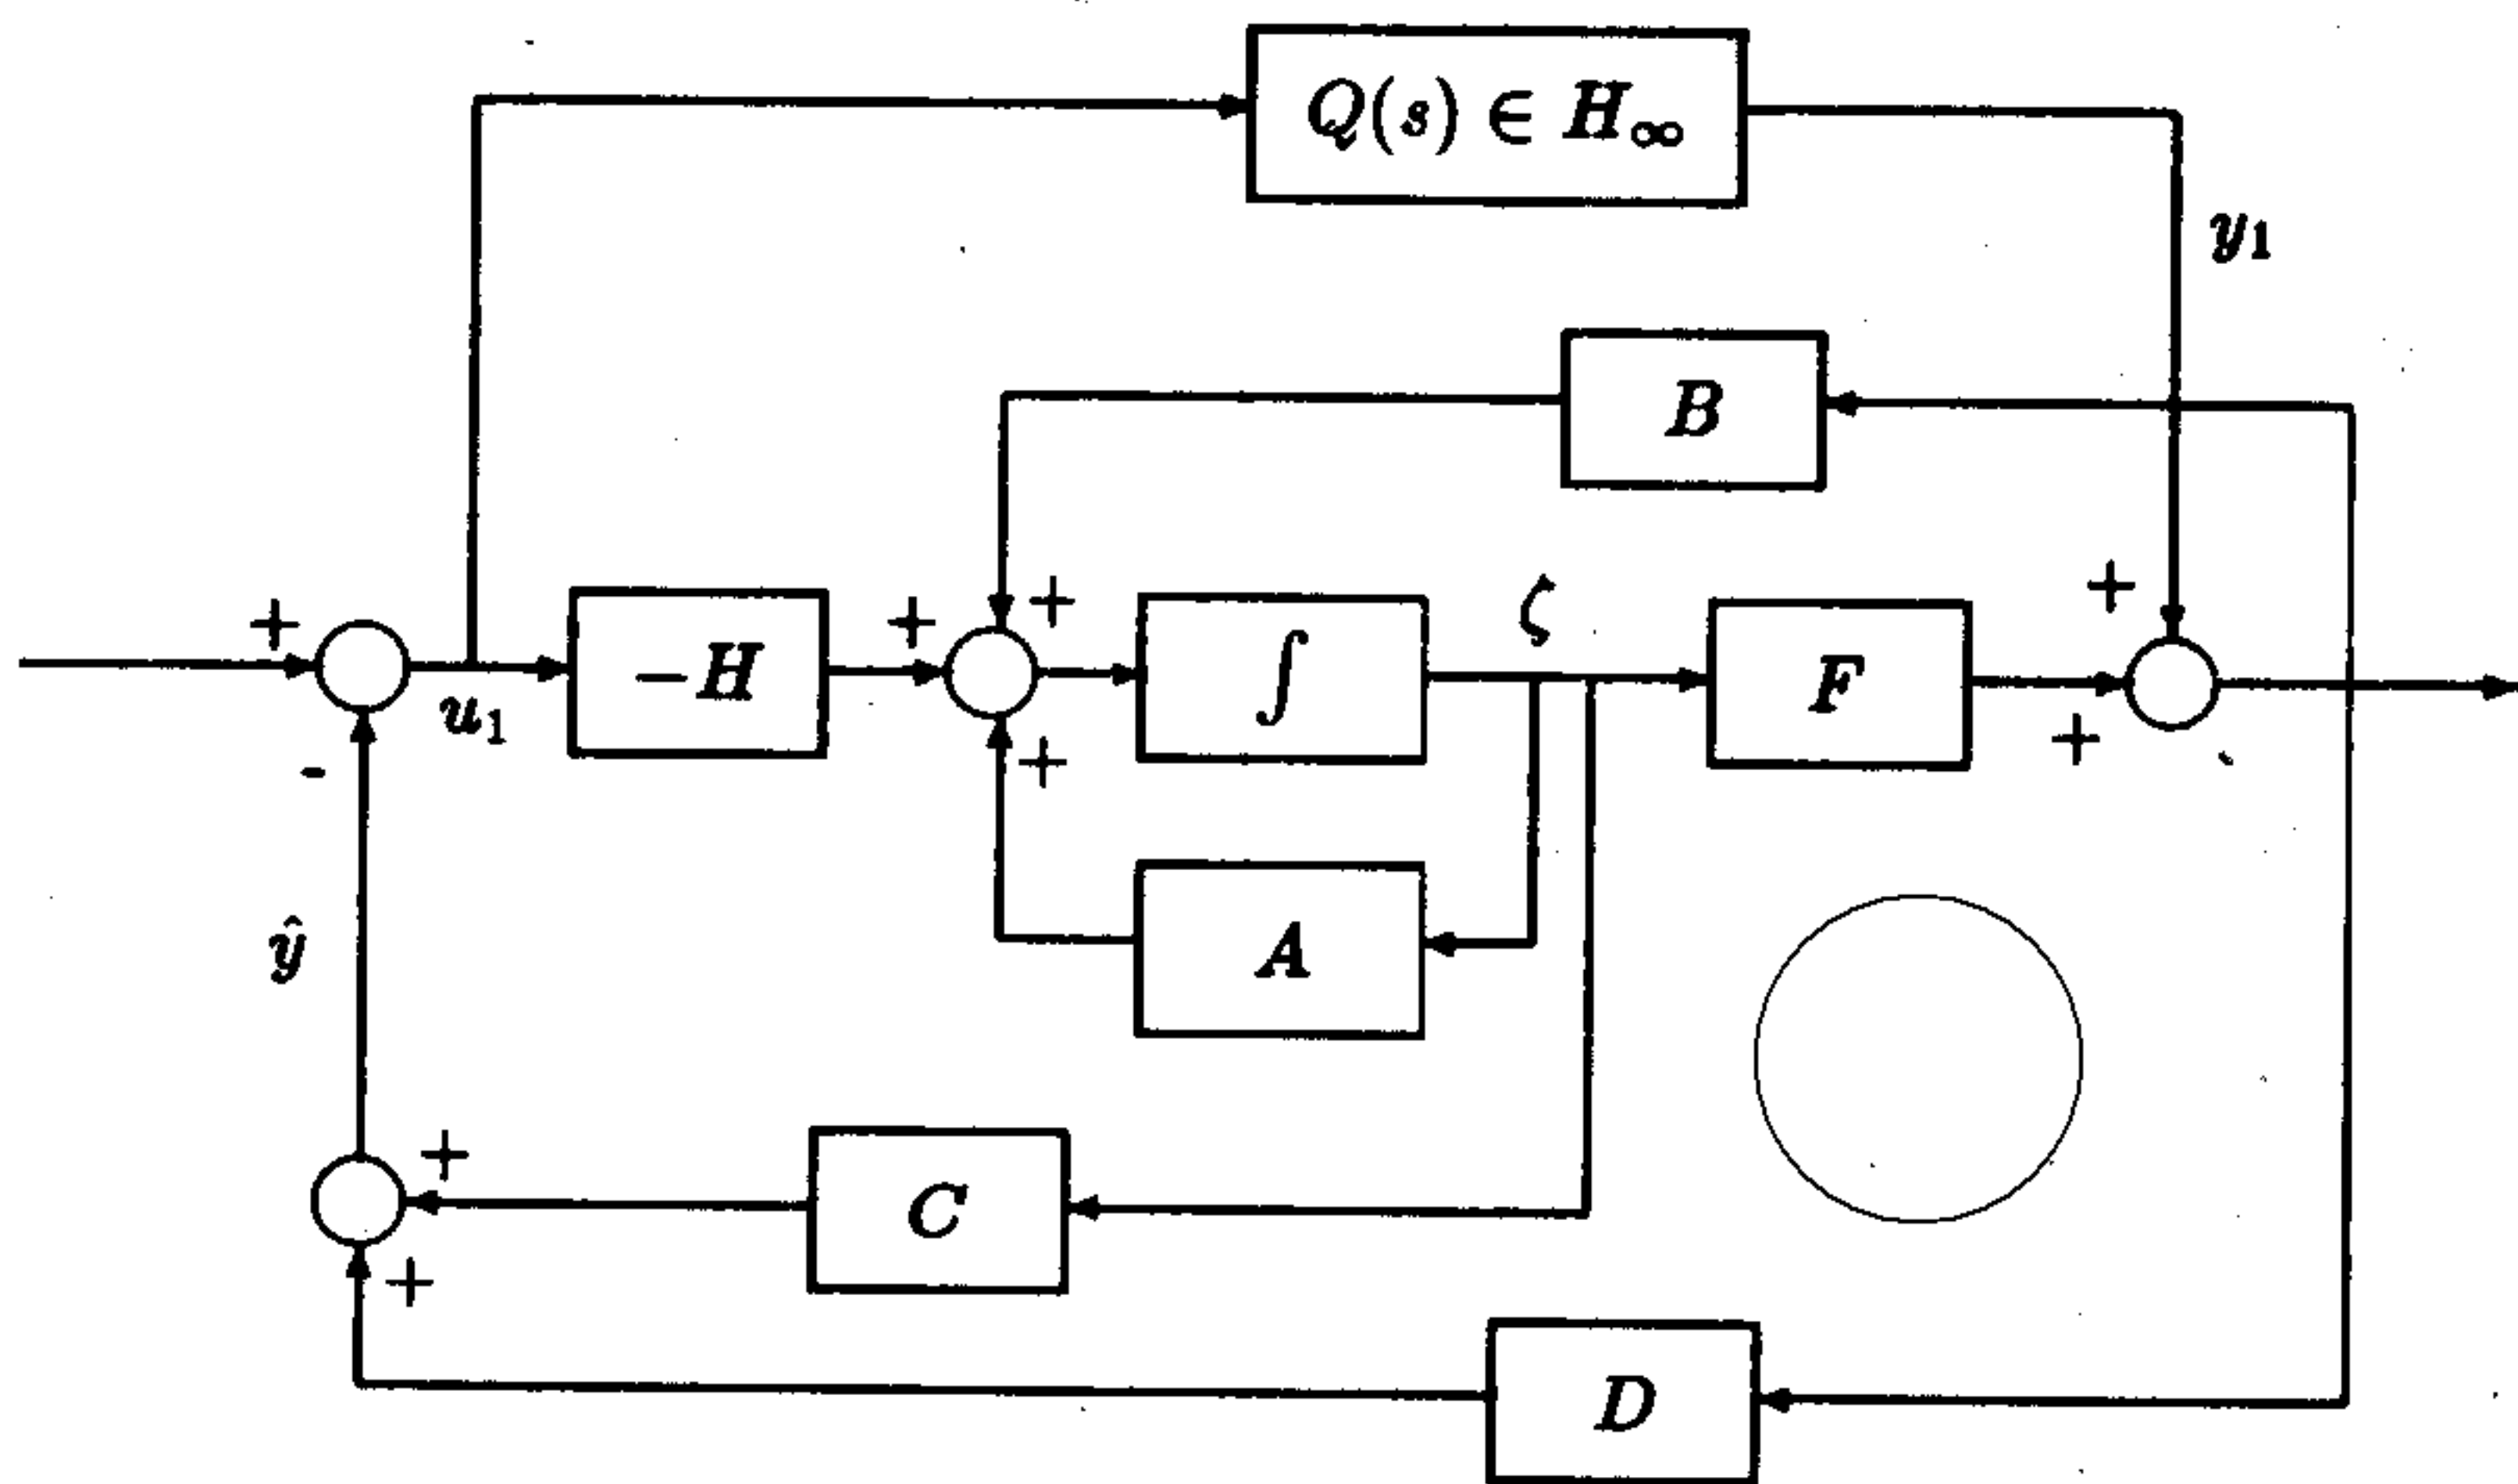 Q(s) ∈ H∞
y₁
B
+
+
+
ζ
+
-H
∫
F
u₁
-
+
+
A
ŷ
+
C
+
D